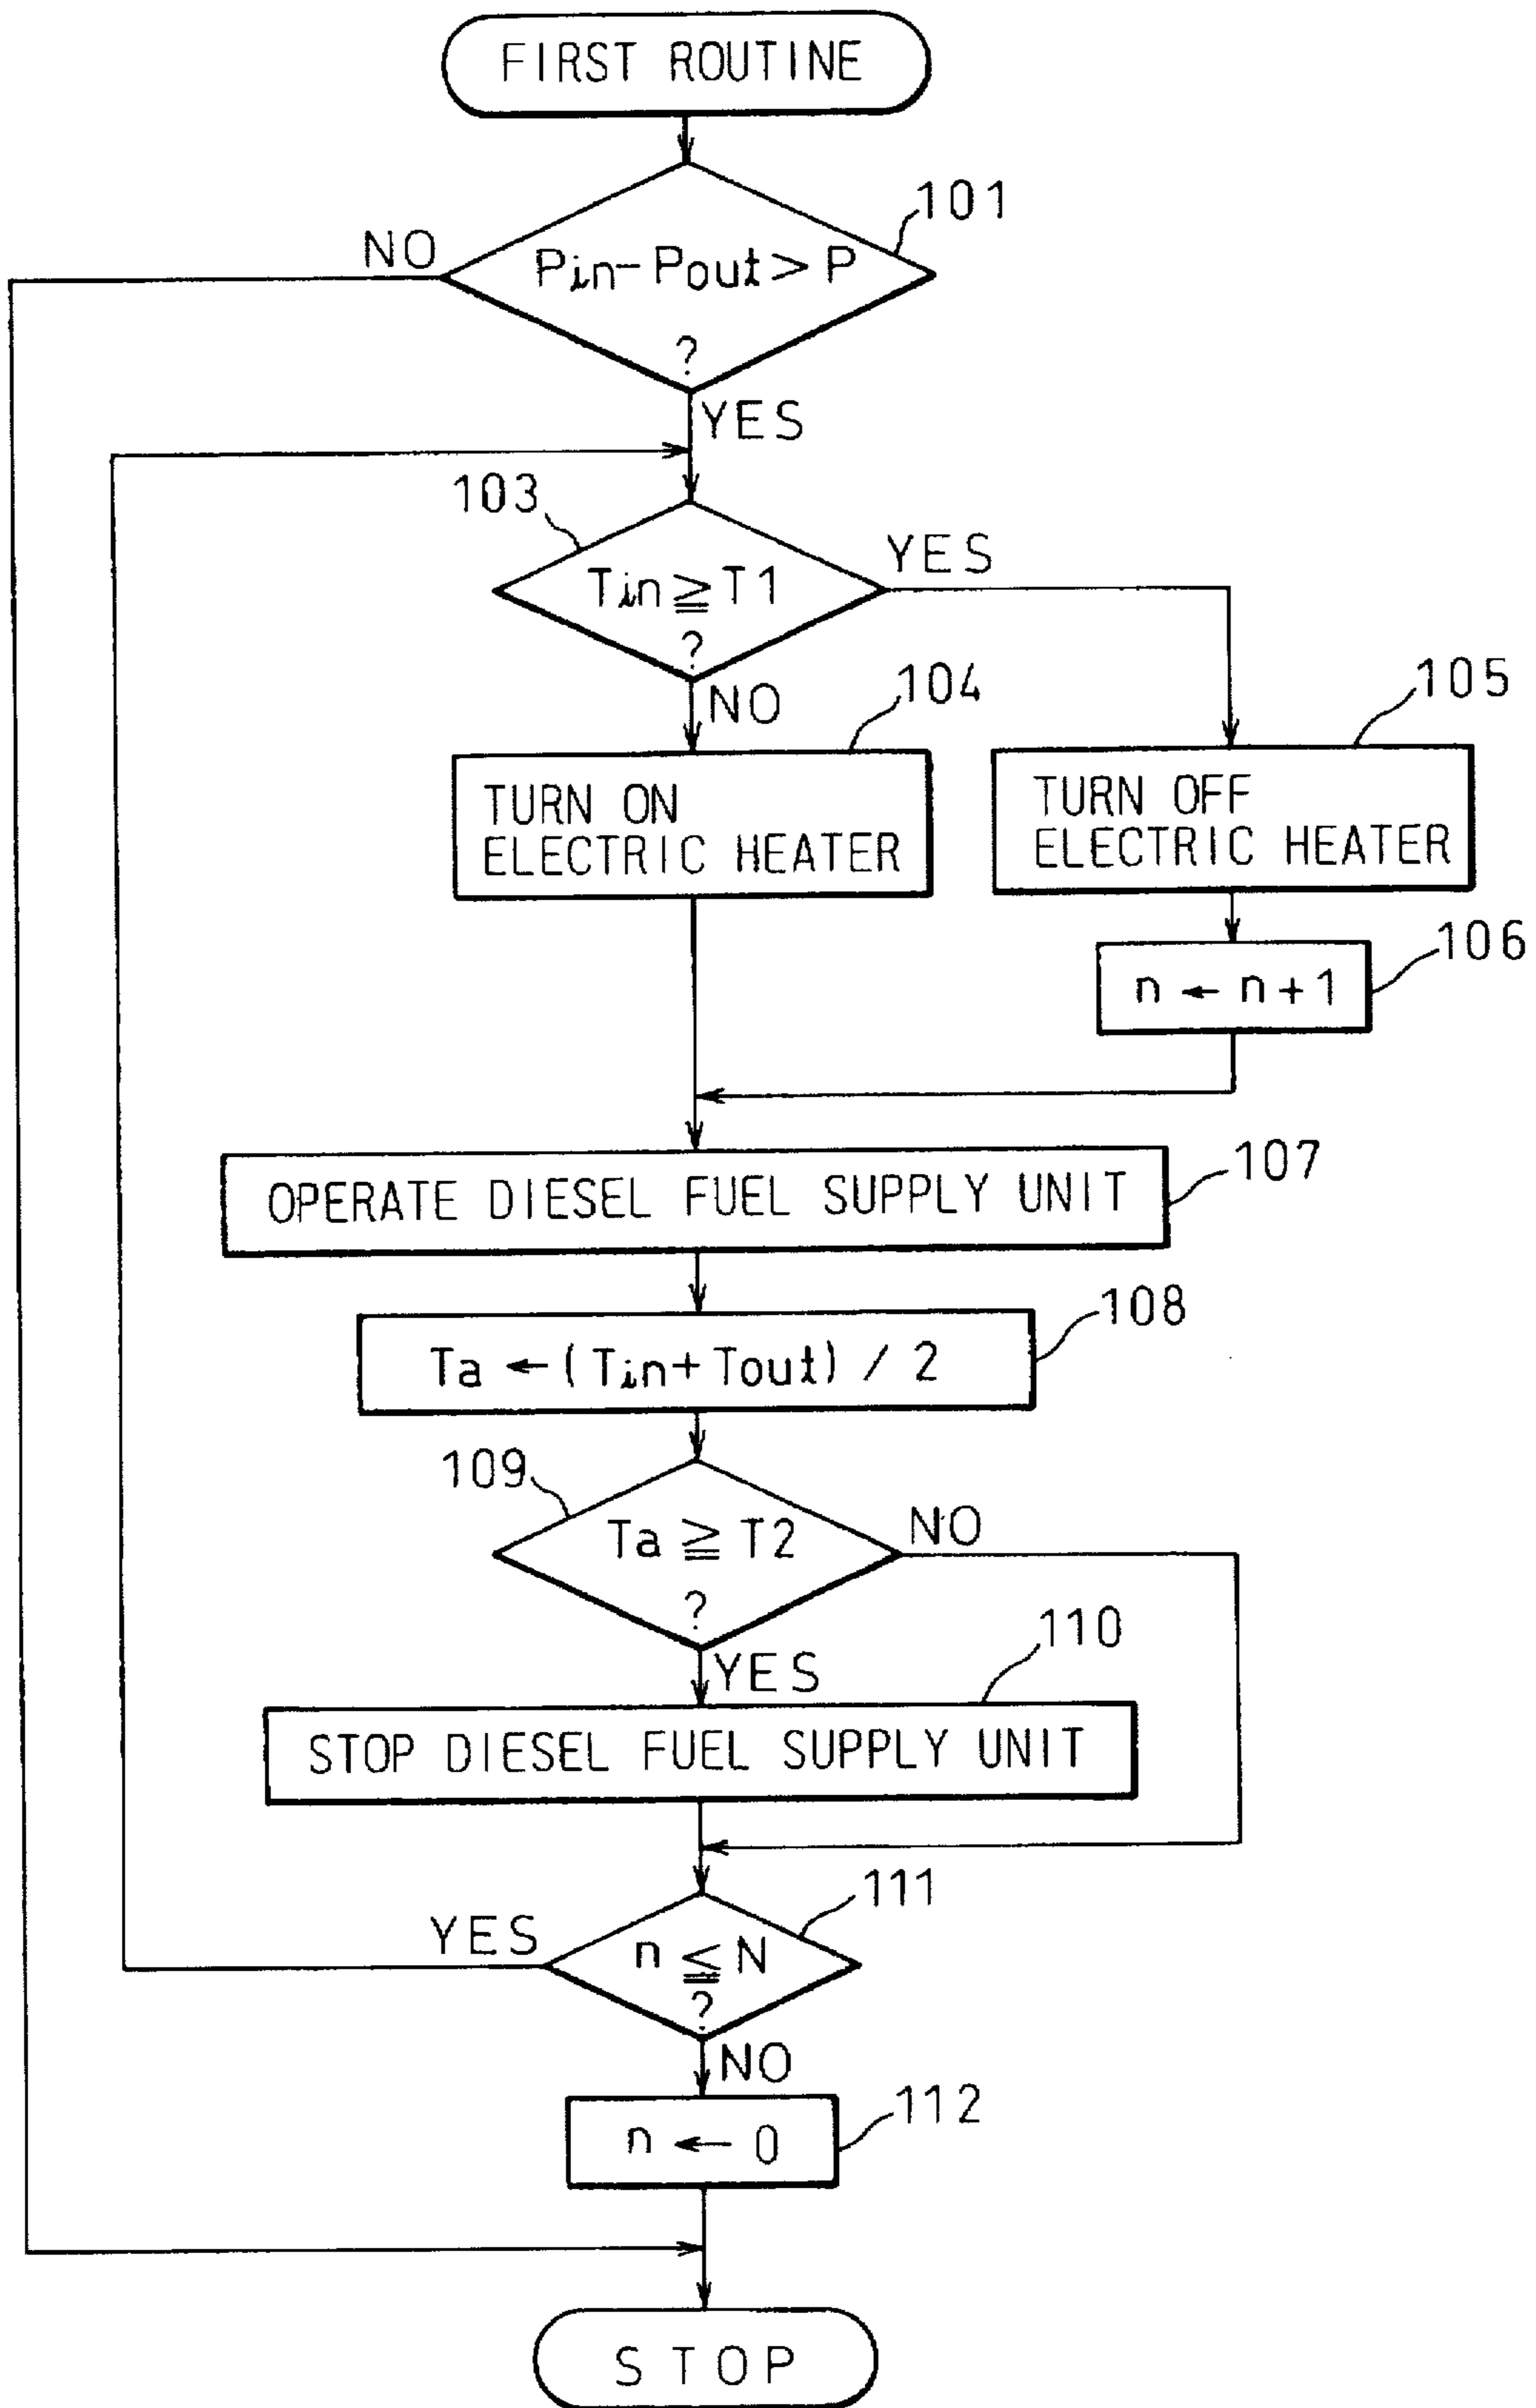 FIRST ROUTINE
101
NO
Pin-Pout > P
?
YES
103
YES
Tin ≧ T1
?
NO
104
105
TURN ON
ELECTRIC HEATER
TURN OFF
ELECTRIC HEATER
106
n ← n + 1
107
OPERATE DIESEL FUEL SUPPLY UNIT
108
Ta ← (Tin + Tout) / 2
109
NO
Ta ≧ T2
?
110
YES
STOP DIESEL FUEL SUPPLY UNIT
111
YES
n ≦ N
?
NO
112
n ← 0
STOP